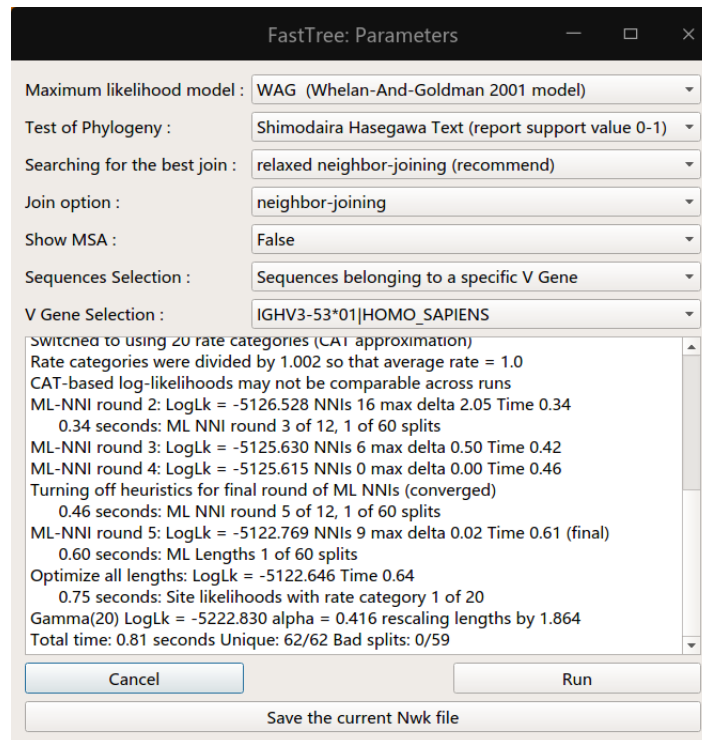 FastTree: Parameters
Maximum likelihood model : WAG (Whelan-And-Goldman 2001 model)
Test of Phylogeny : Shimodaira Hasegawa Text (report support value 0-1)
Searching for the best join : relaxed neighbor-joining (recommend)
Join option : neighbor-joining
Show MSA : False
Sequences Selection : Sequences belonging to a specific V Gene
V Gene Selection : IGHV3-53*01|HOMO_SAPIENS
Switched to using 20 rate categories (CAT approximation)
Rate categories were divided by 1.002 so that average rate = 1.0
CAT-based log-likelihoods may not be comparable across runs
ML-NNI round 2: LogLk = -5126.528 NNIs 16 max delta 2.05 Time 0.34
0.34 seconds: ML NNI round 3 of 12, 1 of 60 splits
ML-NNI round 3: LogLk = -5125.630 NNIs 6 max delta 0.50 Time 0.42
ML-NNI round 4: LogLk = -5125.615 NNIs 0 max delta 0.00 Time 0.46
Turning off heuristics for final round of ML NNIs (converged)
0.46 seconds: ML NNI round 5 of 12, 1 of 60 splits
ML-NNI round 5: LogLk = -5122.769 NNIs 9 max delta 0.02 Time 0.61 (final)
0.60 seconds: ML Lengths 1 of 60 splits
Optimize all lengths: LogLk = -5122.646 Time 0.64
0.75 seconds: Site likelihoods with rate category 1 of 20
Gamma(20) LogLk = -5222.830 alpha = 0.416 rescaling lengths by 1.864
Total time: 0.81 seconds Unique: 62/62 Bad splits: 0/59
Cancel Run
Save the current Nwk file